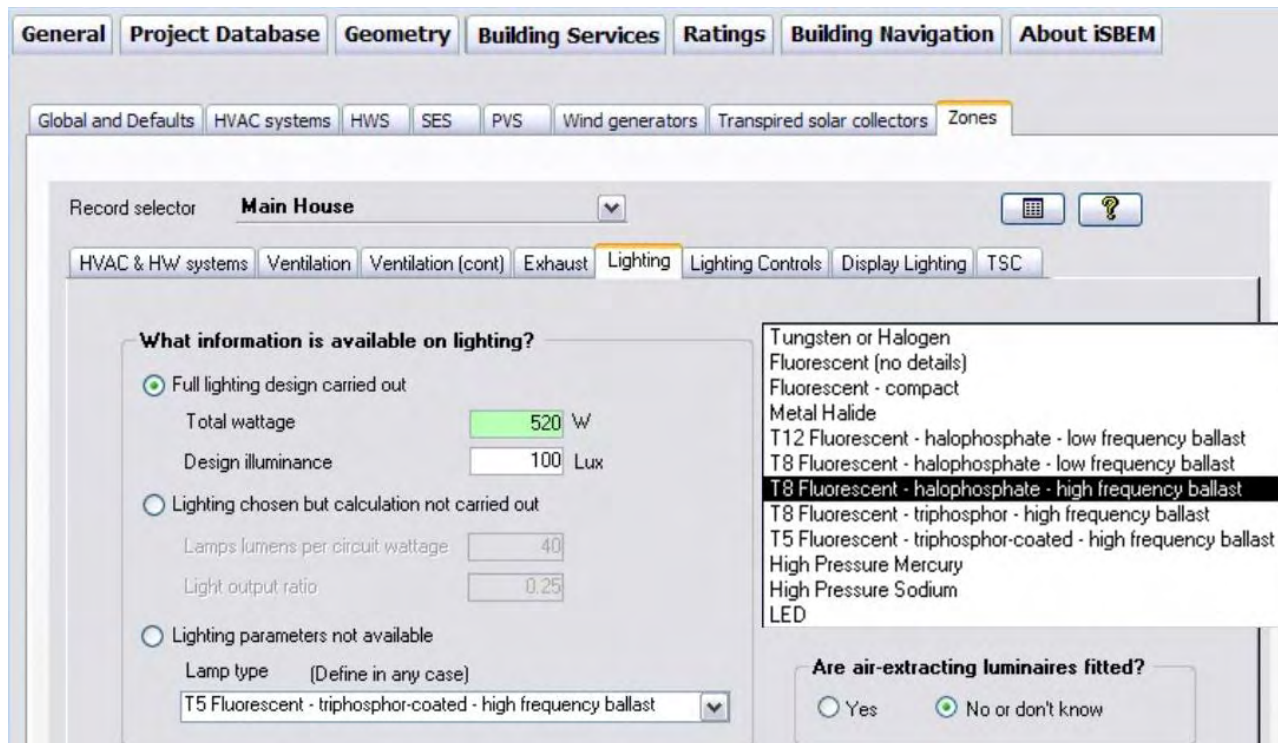 General Project Database Geometry Building Services Ratings Building Navigation About iSBEM
Global and Defaults HVAC systems HWS SES PVS Wind generators Transpired solar collectors Zones
Record selector Main House ?
HVAC & HW systems Ventilation Ventilation (cont) Exhaust Lighting Lighting Controls Display Lighting TSC
What information is available on lighting?
Full lighting design carried out
Total wattage 520 W
Design illuminance 100 Lux
Lighting chosen but calculation not carried out
Lamps lumens per circuit wattage 40
Light output ratio 0.25
Lighting parameters not available
Lamp type (Define in any case)
T5 Fluorescent - triphosphor-coated - high frequency ballast
Tungsten or Halogen
Fluorescent (no details)
Fluorescent - compact
Metal Halide
T12 Fluorescent - halophosphate - low frequency ballast
T8 Fluorescent - halophosphate - low frequency ballast
T8 Fluorescent - halophosphate - high frequency ballast
T8 Fluorescent - triphosphor - high frequency ballast
T5 Fluorescent - triphosphor-coated - high frequency ballast
High Pressure Mercury
High Pressure Sodium
LED
Are air-extracting luminaires fitted?
Yes No or don't know